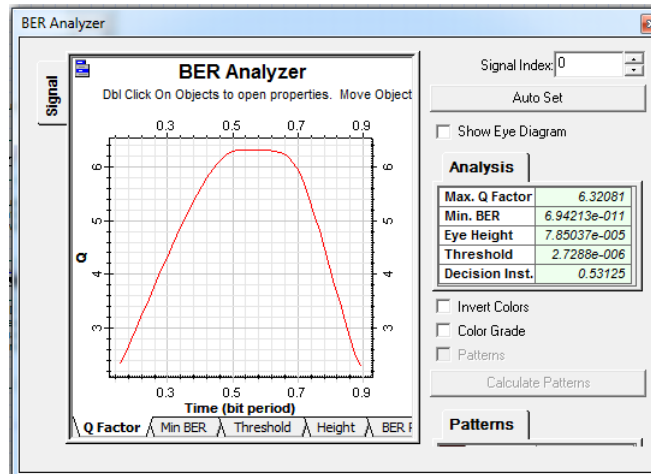 BER Analyzer
Signal
BER Analyzer
Dbl Click On Objects to open properties. Move Object
0.3 0.5 0.7 0.9
6 6
5 5
Q
4 4
3 3
0.3 0.5 0.7 0.9
Time (bit period)
Q Factor Min BER Threshold Height BER
Signal Index: 0
Auto Set
Show Eye Diagram
Analysis
Max. Q Factor 6.32081
Min. BER 6.94213e-011
Eye Height 7.85037e-005
Threshold 2.7288e-006
Decision Inst. 0.53125
Invert Colors
Color Grade
Patterns
Calculate Patterns
Patterns